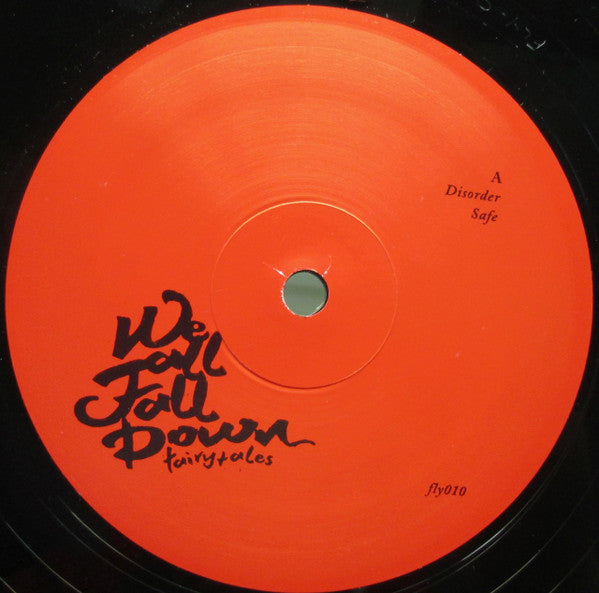 A
Disorder
Safe
We
all
Fall
Down
fairytales
fly010